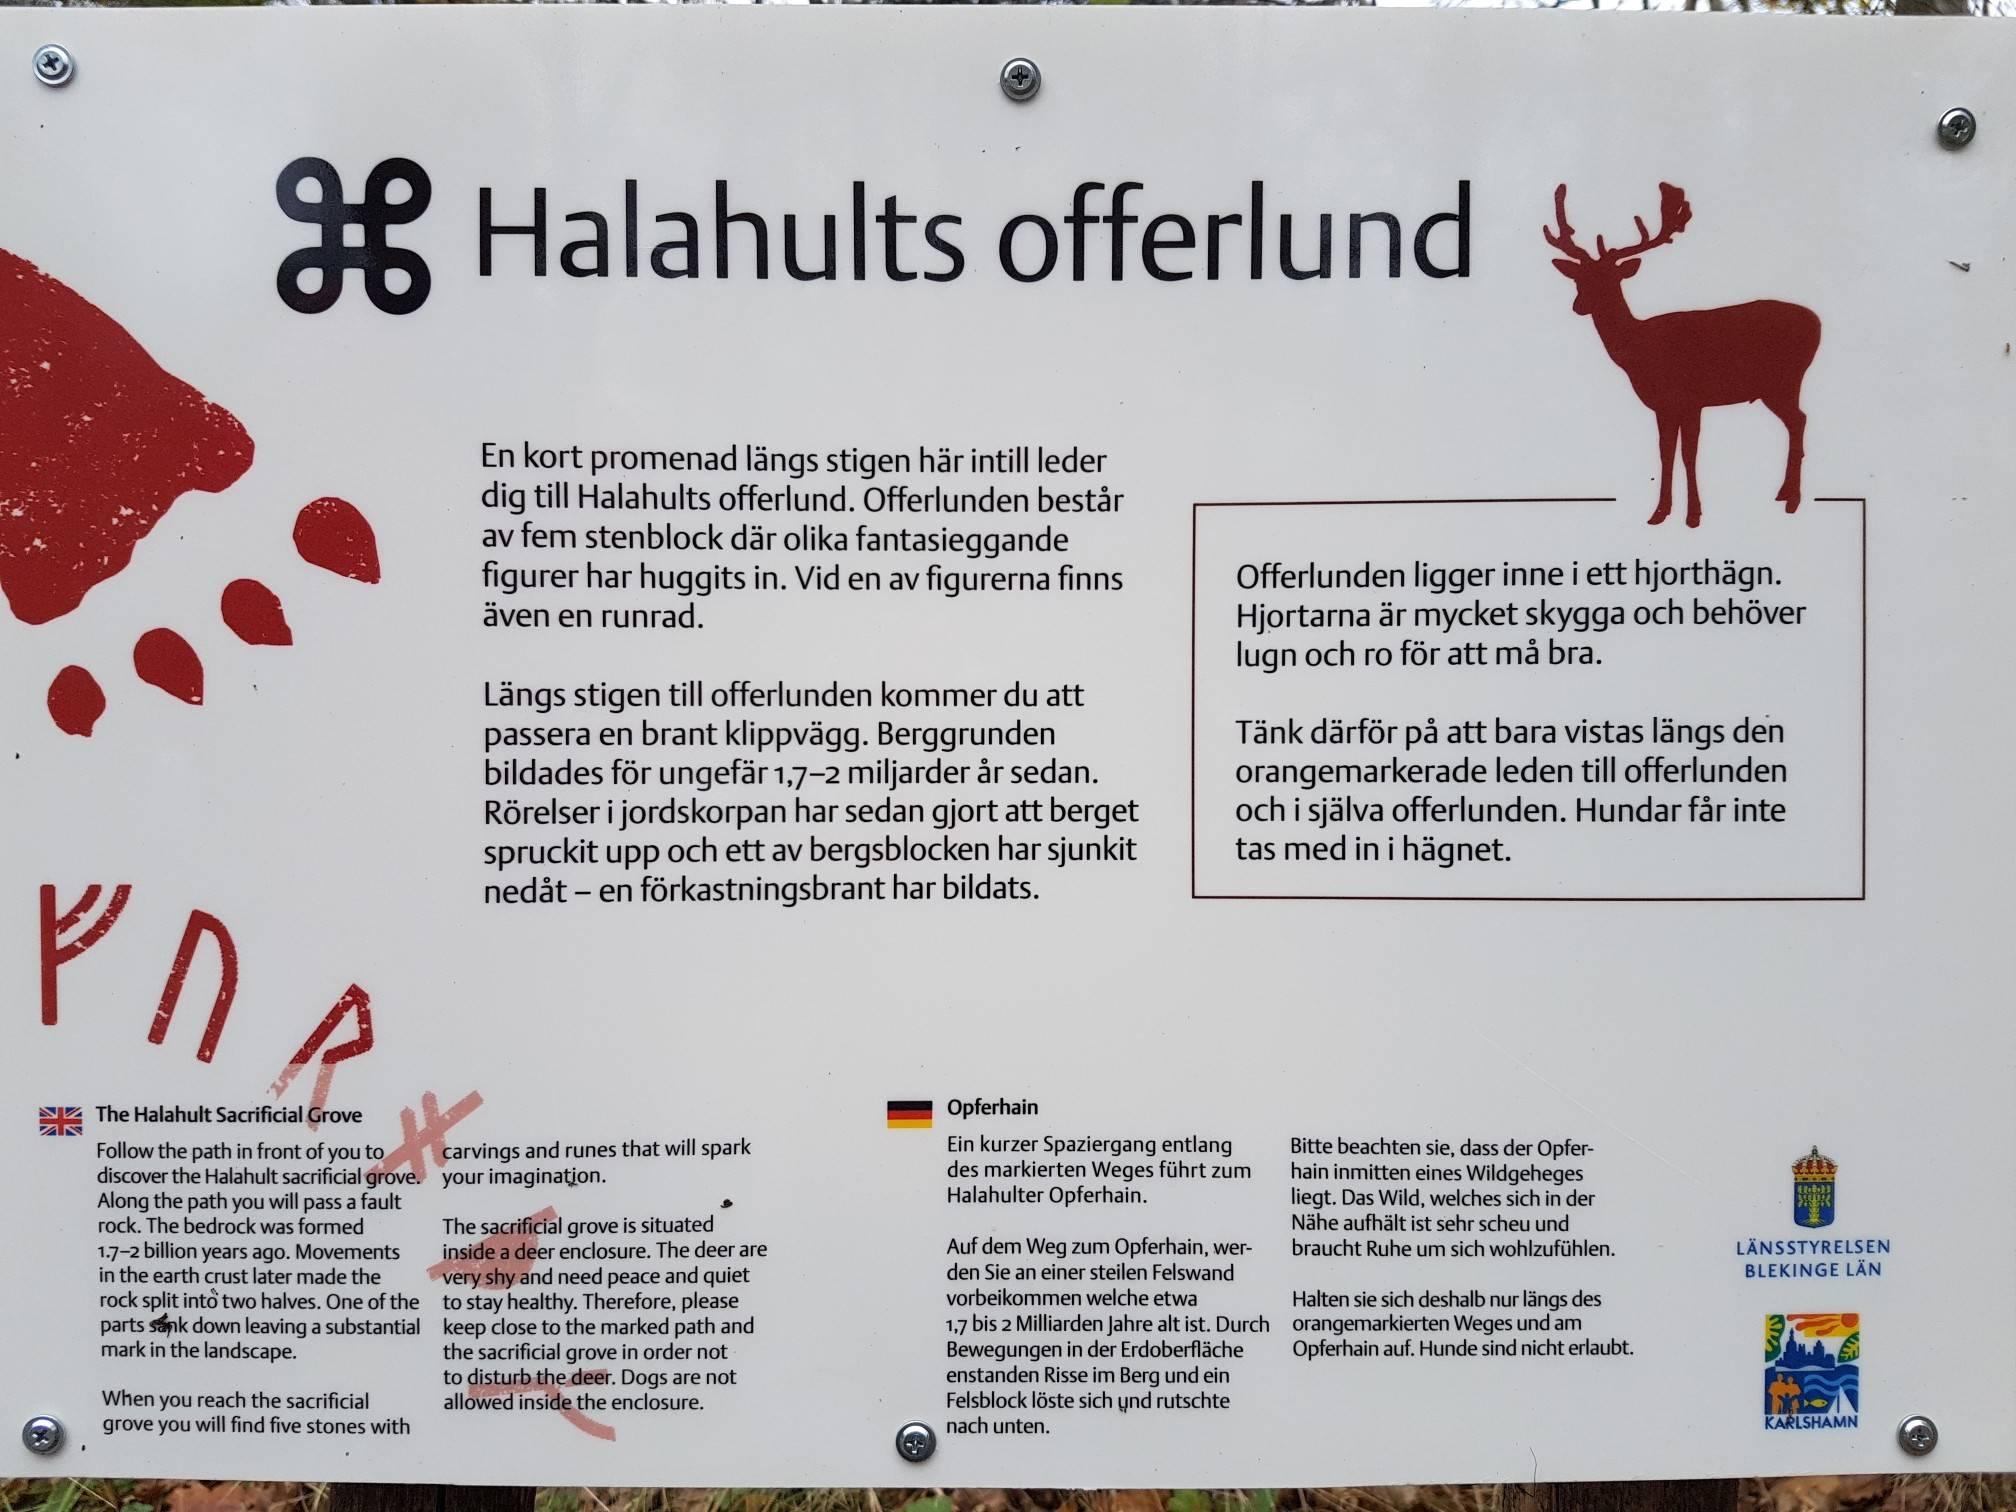 Halahults offerlund
En kort promenad längs stigen här intill leder
dig till Halahults offerlund. Offerlunden består
av fem stenblock där olika fantasieggande
figurer har huggits in. Vid en av figurerna finns
även en runrad.
Längs stigen till offerlunden kommer du att
passera en brant klippvägg. Berggrunden
bildades för ungefär 1,7–2 miljarder år sedan.
Rörelser i jordskorpan har sedan gjort att berget
spruckit upp och ett av bergsblocken har sjunkit
nedåt – en förkastningsbrant har bildats.
Offerlunden ligger inne i ett hjorthägn.
Hjortarna är mycket skygga och behöver
lugn och ro för att må bra.
Tänk därför på att bara vistas längs den
orangemarkerade leden till offerlunden
och i själva offerlunden. Hundar får inte
tas med in i hägnet.
The Halahult Sacrificial Grove
Follow the path in front of you to
discover the Halahult sacrificial grove.
Along the path you will pass a fault
rock. The bedrock was formed
1.7–2 billion years ago. Movements
in the earth crust later made the
rock split into two halves. One of the
parts sank down leaving a substantial
mark in the landscape.
When you reach the sacrificial
grove you will find five stones with
carvings and runes that will spark
your imagination.
The sacrificial grove is situated
inside a deer enclosure. The deer are
very shy and need peace and quiet
to stay healthy. Therefore, please
keep close to the marked path and
the sacrificial grove in order not
to disturb the deer. Dogs are not
allowed inside the enclosure.
Opferhain
Ein kurzer Spaziergang entlang
des markierten Weges führt zum
Halahulter Opferhain.
Auf dem Weg zum Opferhain, wer-
den Sie an einer steilen Felswand
vorbeikommen welche etwa
1,7 bis 2 Milliarden Jahre alt ist. Durch
Bewegungen in der Erdoberfläche
enstanden Risse im Berg und ein
Felsblock löste sich und rutschte
nach unten.
Bitte beachten sie, dass der Opfer-
hain inmitten eines Wildgeheges
liegt. Das Wild, welches sich in der
Nähe aufhält ist sehr scheu und
braucht Ruhe um sich wohlzufühlen.
Halten sie sich deshalb nur längs des
orangemarkierten Weges und am
Opferhain auf. Hunde sind nicht erlaubt.
LÄNSSTYRELSEN
BLEKINGE LÄN
KARLSHAMN